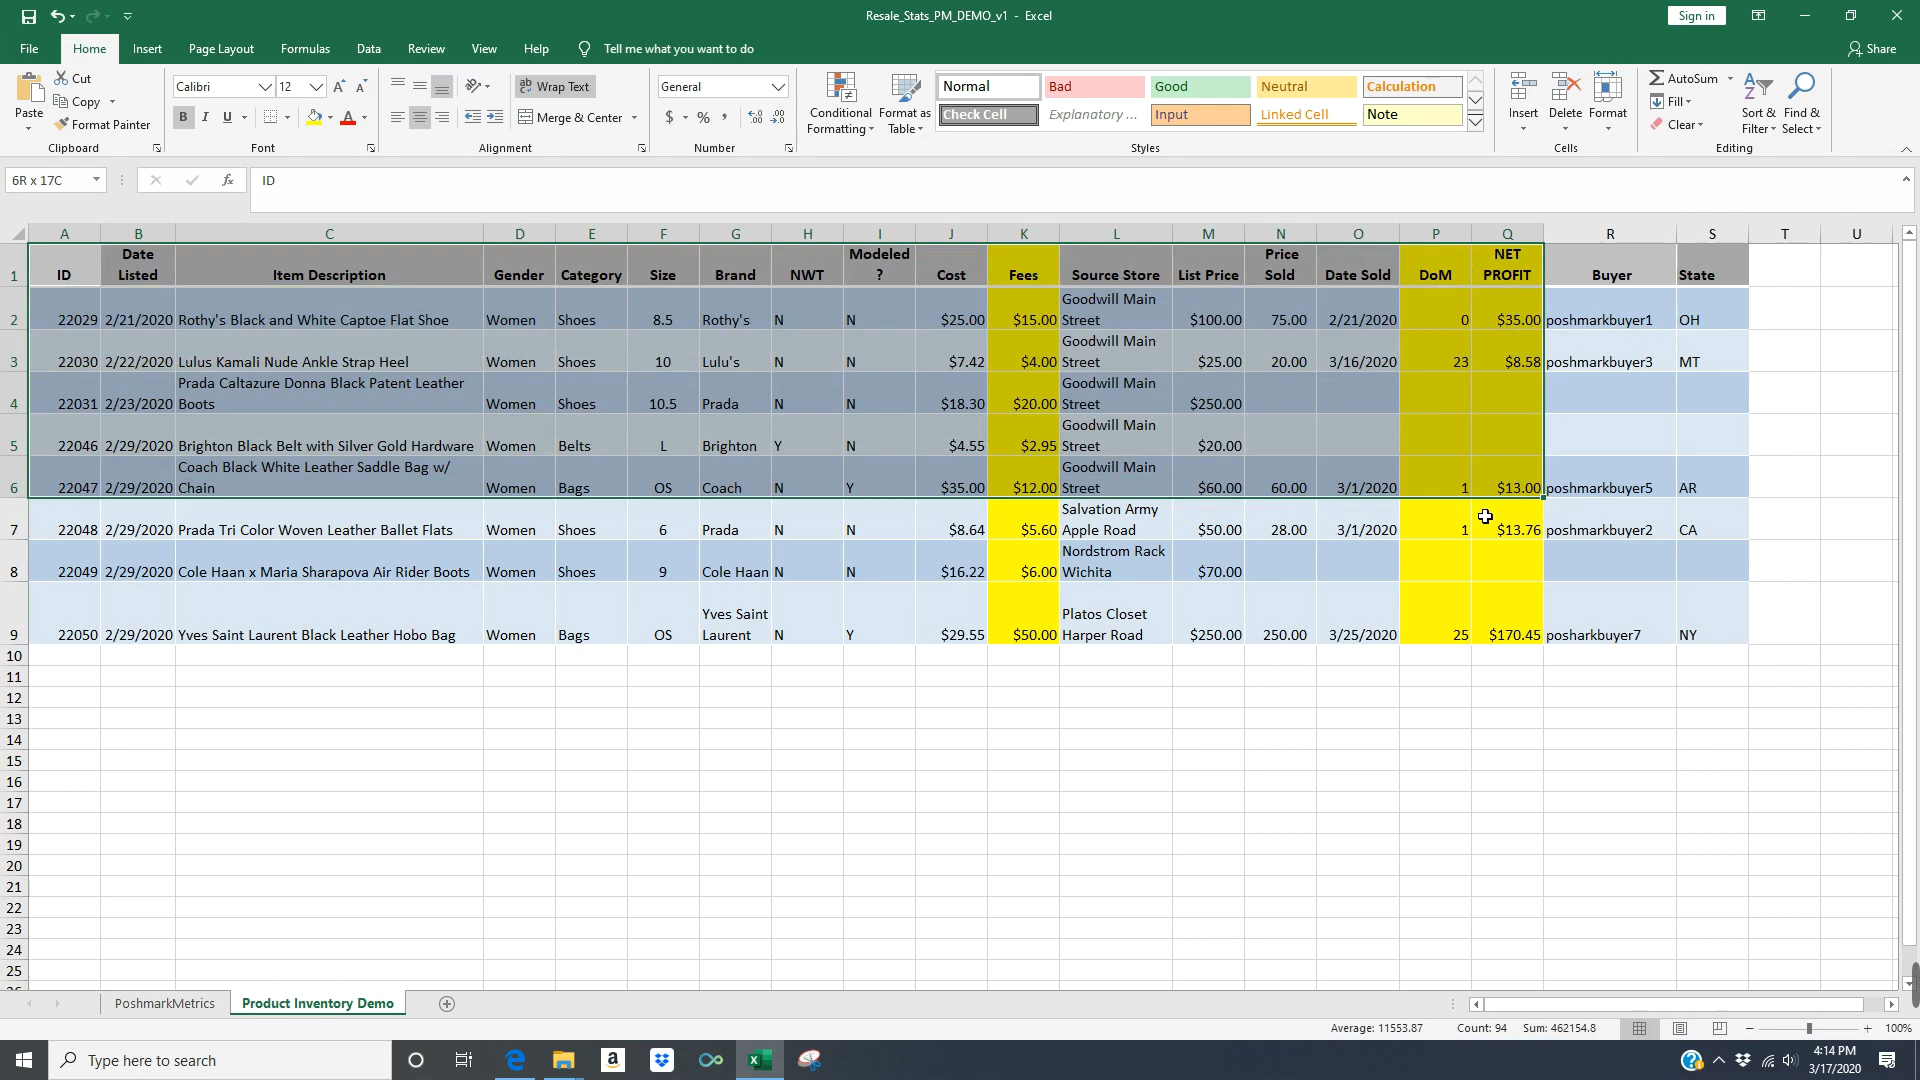 Resale_Stats_PM_DEMO_v1 - Excel
Sign in
File Home Insert Page Layout Formulas Data Review View Help Tell me what you want to do Share
Paste
Cut
Copy
Format Painter
Clipboard
Calibri 12
B I U
Font
Wrap Text
Merge & Center
Alignment
General
$ % ,
Number
Conditional Formatting
Format as Table
Normal Bad Good Neutral Calculation
Check Cell Explanatory ... Input Linked Cell Note
Styles
Insert Delete Format
Cells
AutoSum
Fill
Clear
Sort & Filter
Find & Select
Editing
6R x 17C fx ID
A B C D E F G H I J K L M N O P Q R S T U
1 ID Date Listed Item Description Gender Category Size Brand NWT Modeled ? Cost Fees Source Store List Price Price Sold Date Sold DoM NET PROFIT Buyer State
2 22029 2/21/2020 Rothy's Black and White Captoe Flat Shoe Women Shoes 8.5 Rothy's N N $25.00 $15.00 Goodwill Main Street $100.00 75.00 2/21/2020 0 $35.00 poshmarkbuyer1 OH
3 22030 2/22/2020 Lulus Kamali Nude Ankle Strap Heel Women Shoes 10 Lulu's N N $7.42 $4.00 Goodwill Main Street $25.00 20.00 3/16/2020 23 $8.58 poshmarkbuyer3 MT
4 22031 2/23/2020 Prada Caltazure Donna Black Patent Leather Boots Women Shoes 10.5 Prada N N $18.30 $20.00 Goodwill Main Street $250.00
5 22046 2/29/2020 Brighton Black Belt with Silver Gold Hardware Women Belts L Brighton Y N $4.55 $2.95 Goodwill Main Street $20.00
6 22047 2/29/2020 Coach Black White Leather Saddle Bag w/ Chain Women Bags OS Coach N Y $35.00 $12.00 Goodwill Main Street $60.00 60.00 3/1/2020 1 $13.00 poshmarkbuyer5 AR
7 22048 2/29/2020 Prada Tri Color Woven Leather Ballet Flats Women Shoes 6 Prada N N $8.64 $5.60 Salvation Army Apple Road $50.00 28.00 3/1/2020 1 $13.76 poshmarkbuyer2 CA
8 22049 2/29/2020 Cole Haan x Maria Sharapova Air Rider Boots Women Shoes 9 Cole Haan N N $16.22 $6.00 Nordstrom Rack Wichita $70.00
9 22050 2/29/2020 Yves Saint Laurent Black Leather Hobo Bag Women Bags OS Yves Saint Laurent N Y $29.55 $50.00 Platos Closet Harper Road $250.00 250.00 3/25/2020 25 $170.45 posharkbuyer7 NY
10
11
12
13
14
15
16
17
18
19
20
21
22
23
24
25
PoshmarkMetrics Product Inventory Demo
Average: 11553.87 Count: 94 Sum: 462154.8 100%
Type here to search
4:14 PM
3/17/2020